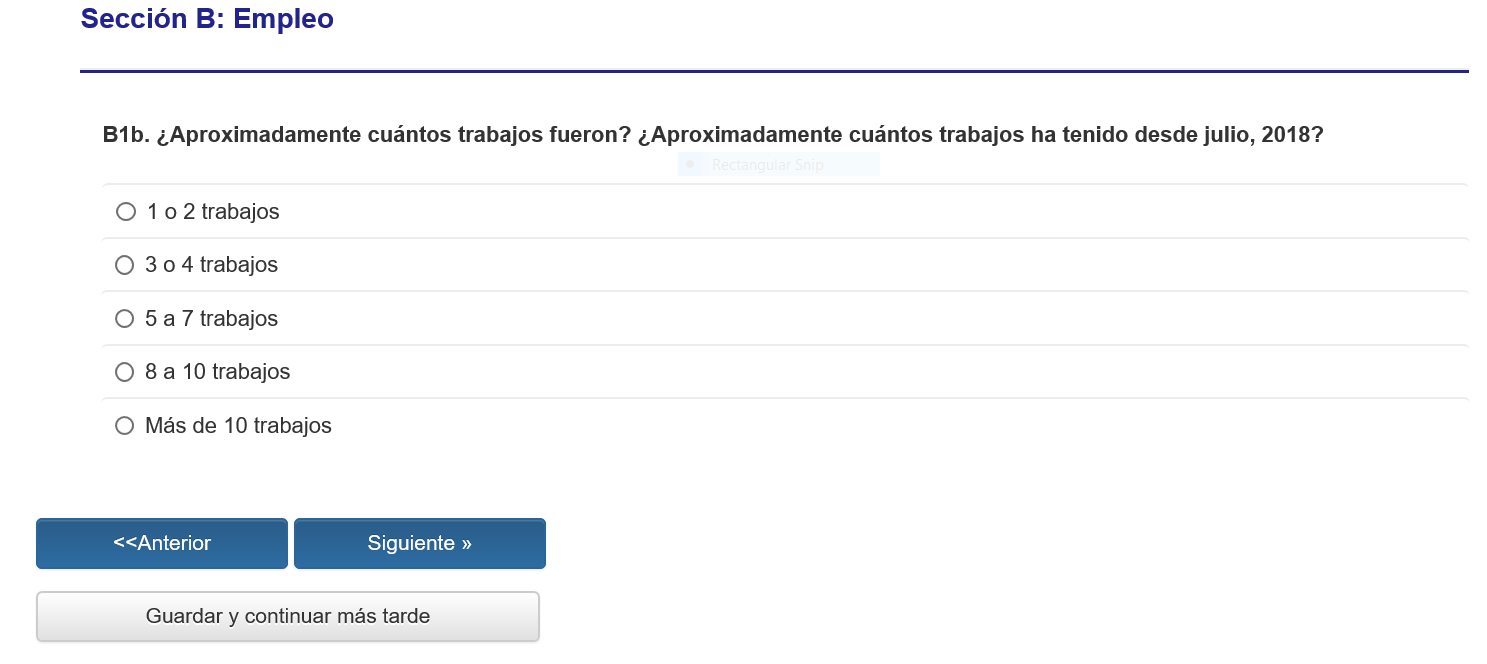 Sección B: Empleo
B1b. ¿Aproximadamente cuántos trabajos fueron? ¿Aproximadamente cuántos trabajos ha tenido desde julio, 2018?
Rectangular Snip
1 o 2 trabajos
3 o 4 trabajos
5 a 7 trabajos
8 a 10 trabajos
Más de 10 trabajos
<<Anterior
Siguiente »
Guardar y continuar más tarde